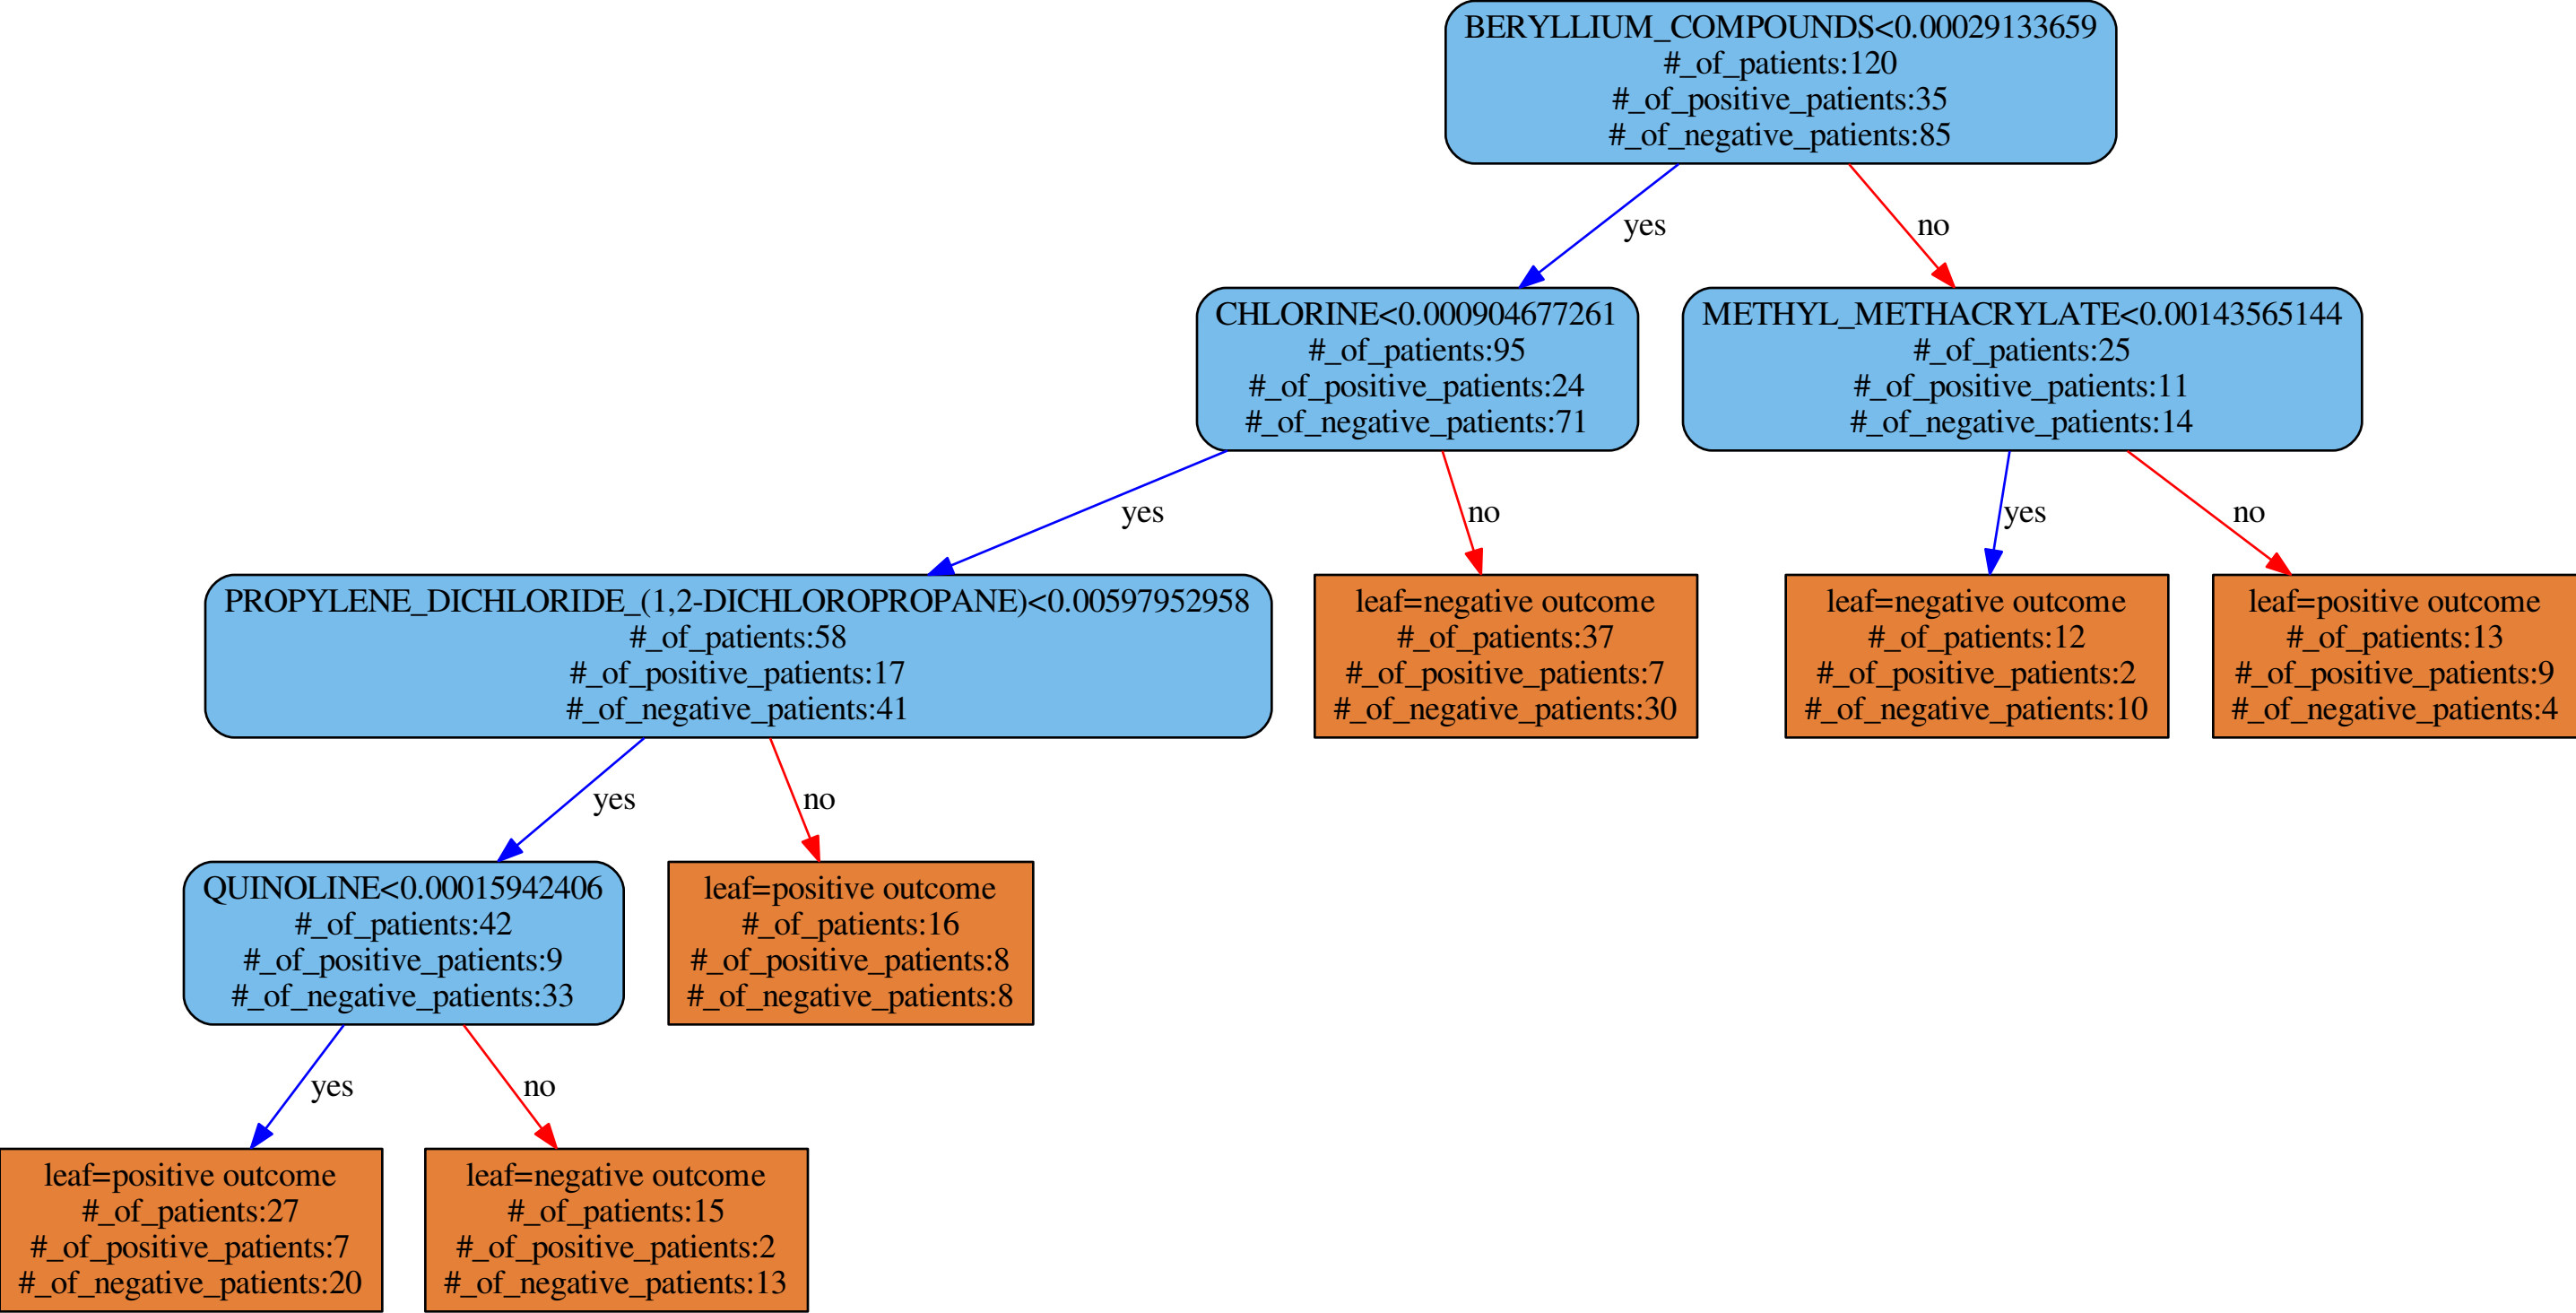 BERYLLIUM_COMPOUNDS<0.00029133659
#_of_patients:120
#_of_positive_patients:35
#_of_negative_patients:85
yes
no
CHLORINE<0.000904677261
#_of_patients:95
#_of_positive_patients:24
#_of_negative_patients:71
METHYL_METHACRYLATE<0.00143565144
#_of_patients:25
#_of_positive_patients:11
#_of_negative_patients:14
yes
no
yes
no
PROPYLENE_DICHLORIDE_(1,2-DICHLOROPROPANE)<0.00597952958
#_of_patients:58
#_of_positive_patients:17
#_of_negative_patients:41
leaf=negative outcome
#_of_patients:37
#_of_positive_patients:7
#_of_negative_patients:30
leaf=negative outcome
#_of_patients:12
#_of_positive_patients:2
#_of_negative_patients:10
leaf=positive outcome
#_of_patients:13
#_of_positive_patients:9
#_of_negative_patients:4
yes
no
QUINOLINE<0.00015942406
#_of_patients:42
#_of_positive_patients:9
#_of_negative_patients:33
leaf=positive outcome
#_of_patients:16
#_of_positive_patients:8
#_of_negative_patients:8
yes
no
leaf=positive outcome
#_of_patients:27
#_of_positive_patients:7
#_of_negative_patients:20
leaf=negative outcome
#_of_patients:15
#_of_positive_patients:2
#_of_negative_patients:13